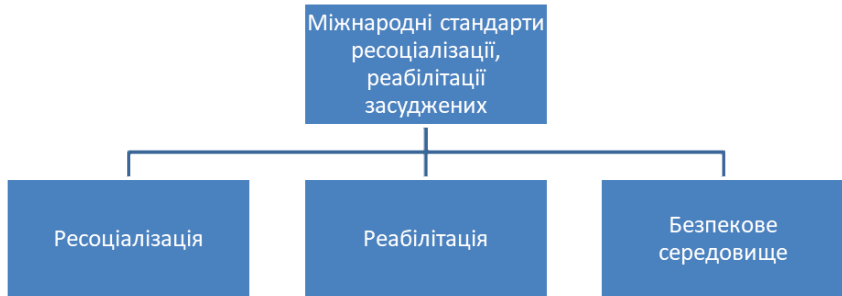 Міжнародні стандарти
ресоціалізації,
реабілітації
засуджених
Ресоціалізація
Реабілітація
Безпекове
середовище